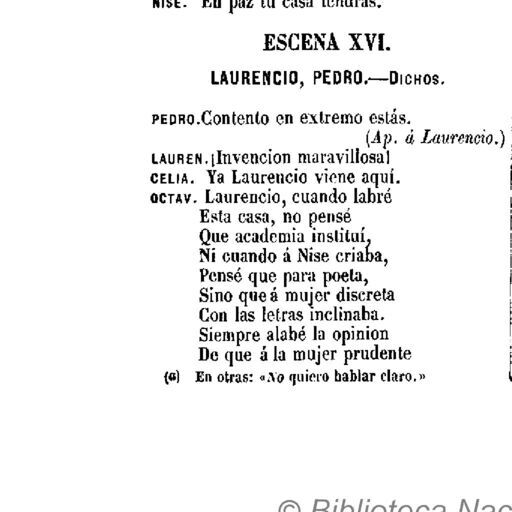 NISE. En paz tu casa tendrás.
ESCENA XVI.
LAURENCIO, PEDRO.—DICHOS.
PEDRO. Contento en extremo estás.
(Ap. á Laurencio.)
LAUREN. ¡Invencion maravillosa!
CELIA. Ya Laurencio viene aquí.
OCTAV. Laurencio, cuando labré
Esta casa, no pensé
Que academia instituí,
Ni cuando á Nise criaba,
Pensé que para poeta,
Sino que á mujer discreta
Con las letras inclinaba.
Siempre alabé la opinion
De que á la mujer prudente
(a) En otras: «No quiero hablar claro.»
© Biblioteca Nac